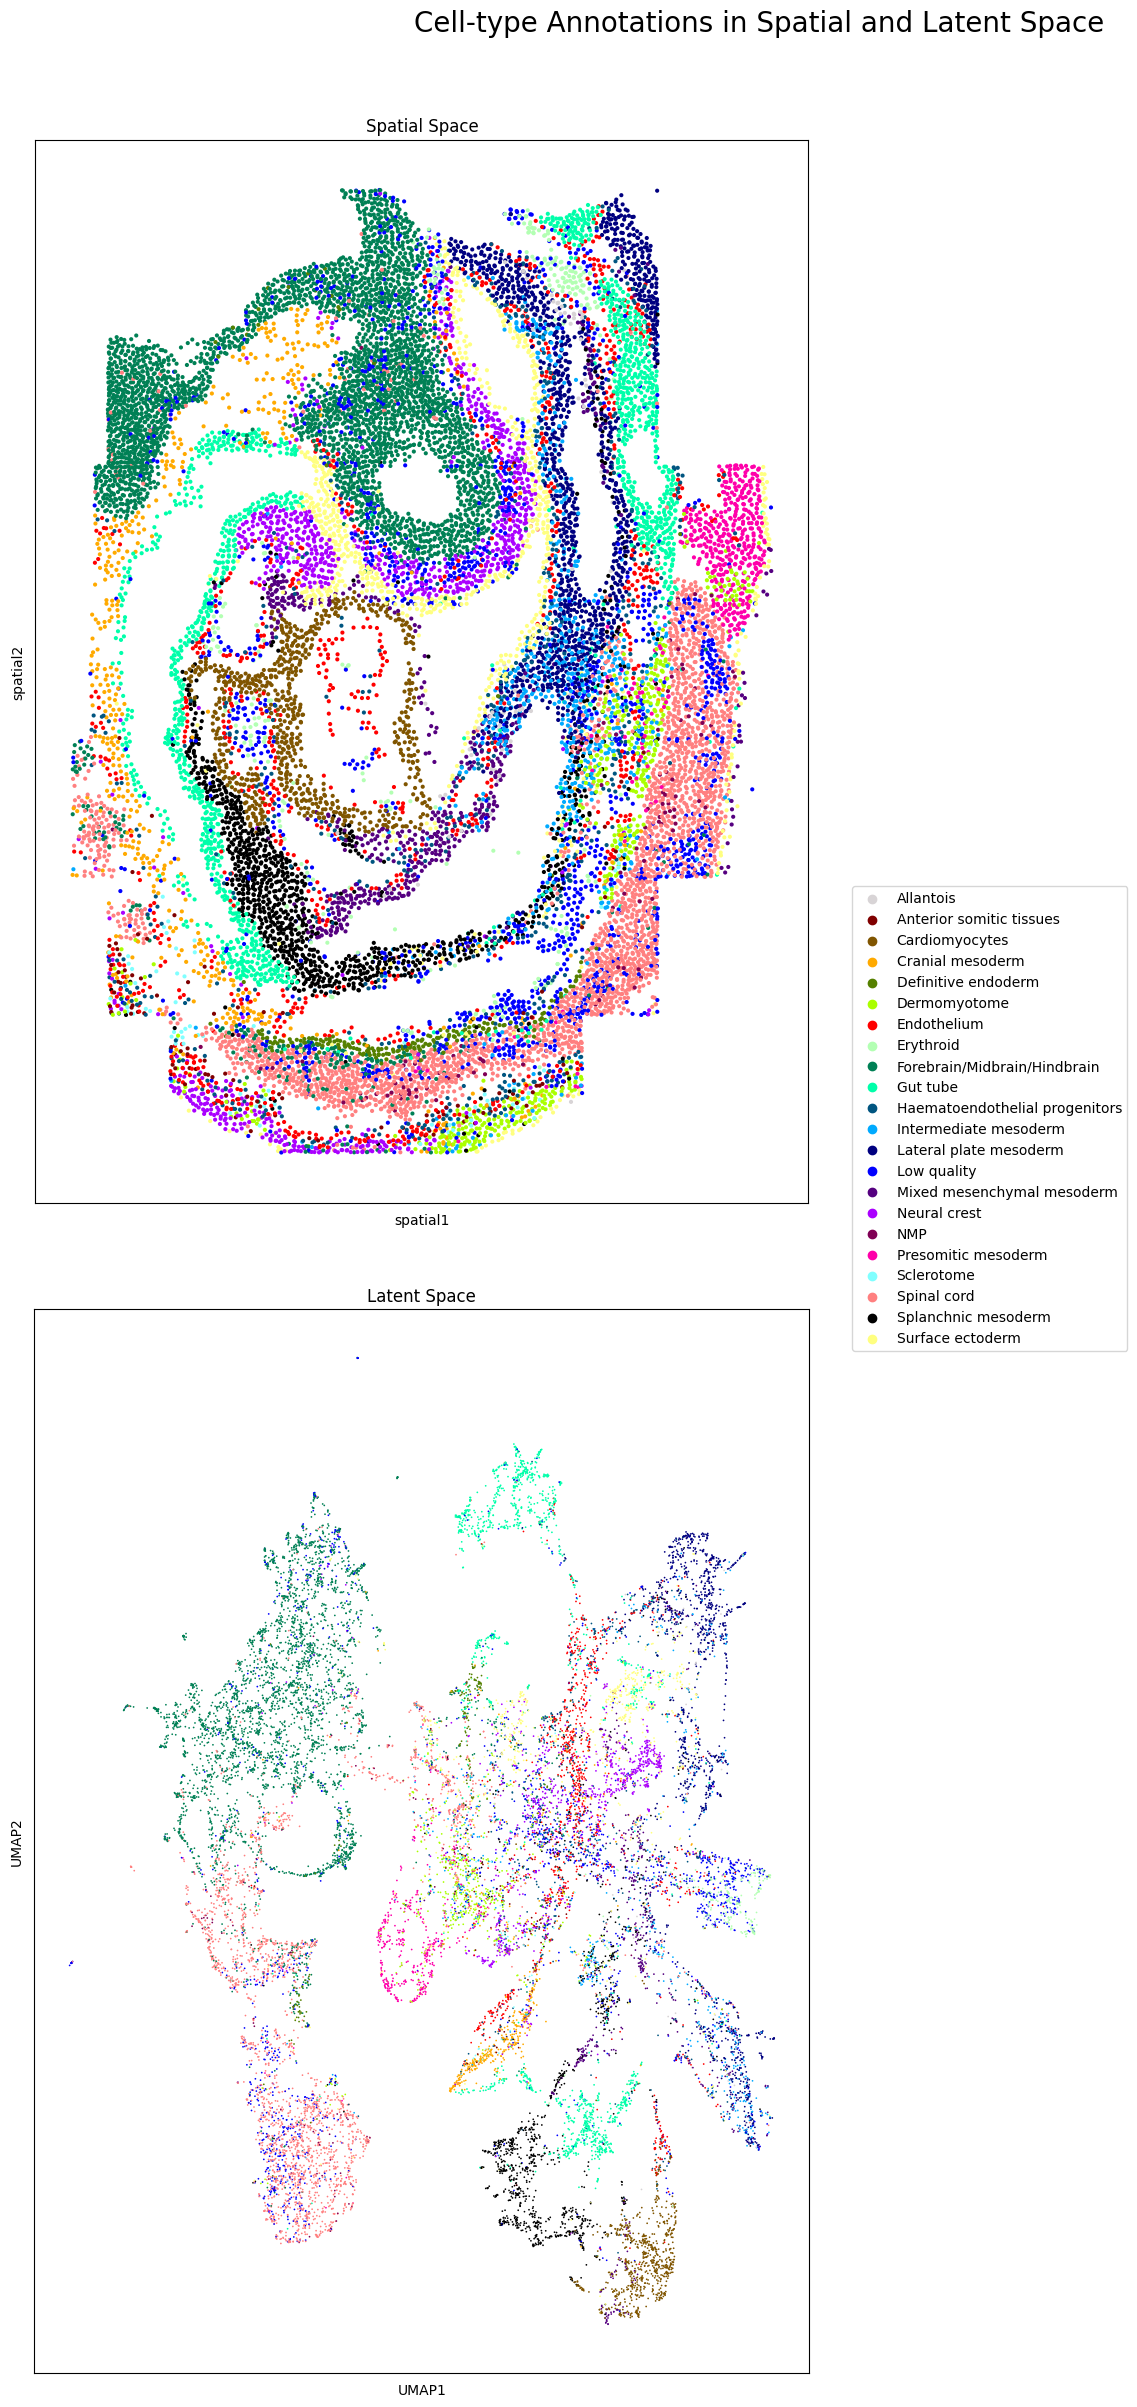 Cell-type Annotations in Spatial and Latent Space
Spatial Space
spatial2
spatial1
Allantois
Anterior somitic tissues
Cardiomyocytes
Cranial mesoderm
Definitive endoderm
Dermomyotome
Endothelium
Erythroid
Forebrain/Midbrain/Hindbrain
Gut tube
Haematoendothelial progenitors
Intermediate mesoderm
Lateral plate mesoderm
Low quality
Mixed mesenchymal mesoderm
Neural crest
NMP
Presomitic mesoderm
Sclerotome
Spinal cord
Splanchnic mesoderm
Surface ectoderm
Latent Space
UMAP2
UMAP1